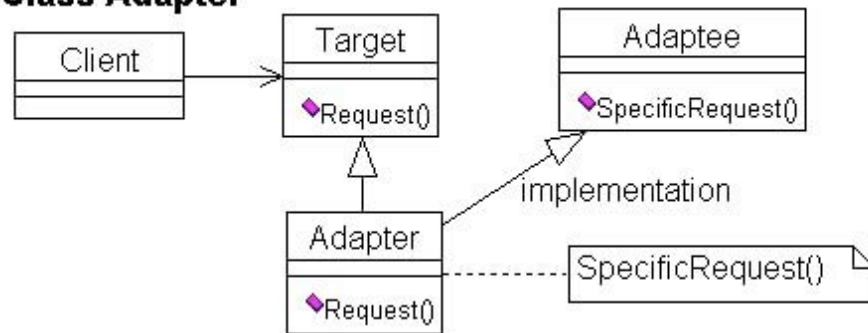 Class Adapter
Client
Target
Request()
Adaptee
SpecificRequest()
implementation
Adapter
Request()
SpecificRequest()